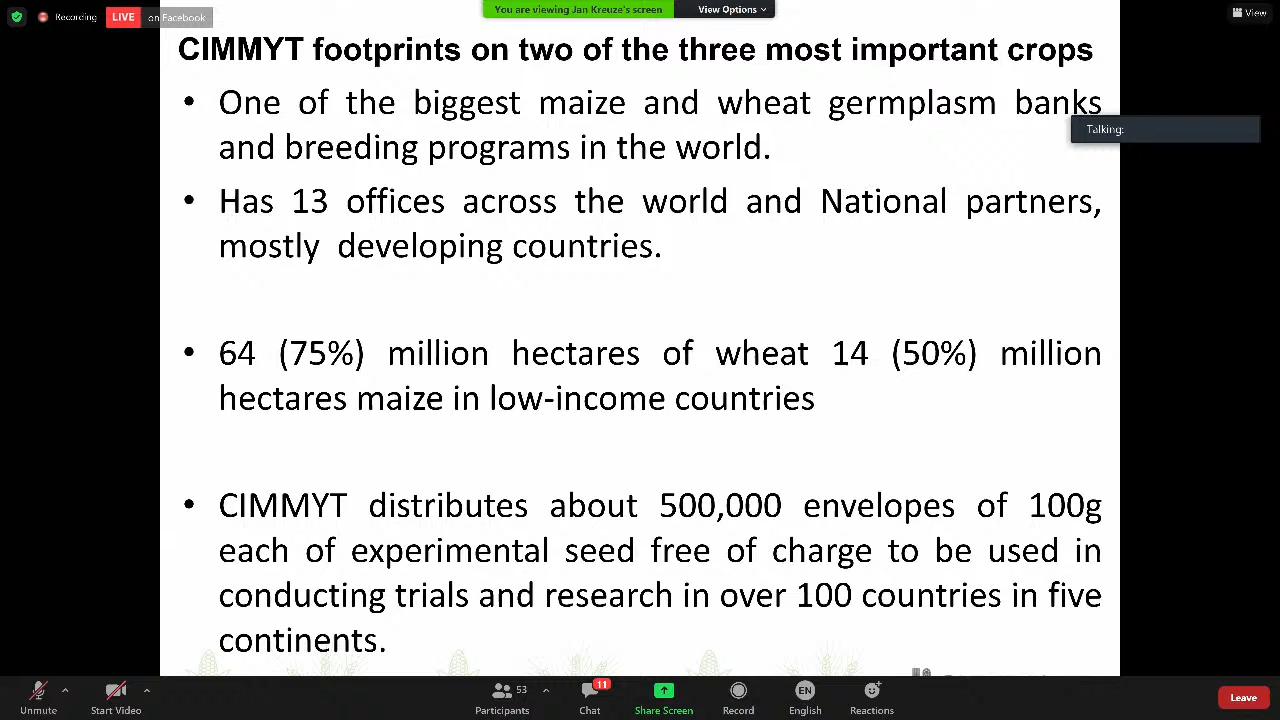 Recording
LIVE on Facebook
You are viewing Jan Kreuze's screen
View Options
View
CIMMYT footprints on two of the three most important crops
• One of the biggest maize and wheat germplasm banks
and breeding programs in the world.
Talking:
• Has 13 offices across the world and National partners,
mostly developing countries.
• 64 (75%) million hectares of wheat 14 (50%) million
hectares maize in low-income countries
• CIMMYT distributes about 500,000 envelopes of 100g
each of experimental seed free of charge to be used in
conducting trials and research in over 100 countries in five
continents.
Unmute
Start Video
53
Participants
11
Chat
Share Screen
Record
EN
English
Reactions
Leave